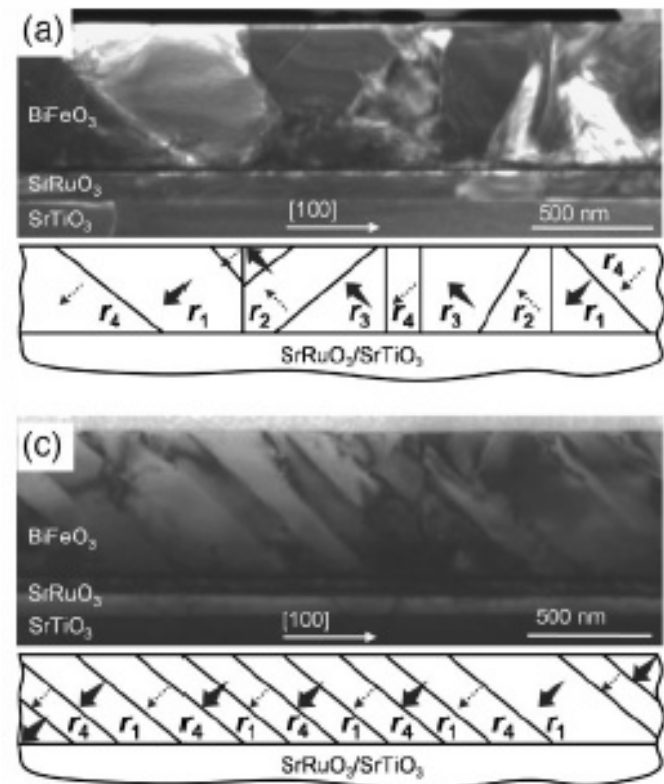 (a)
BiFeO₃
SrRuO₃
[100]
500 nm
SrTiO₃
r₄ r₁ r₂ r₃ r₄ r₃ r₂ r₁ r₄
SrRuO₃/SrTiO₃
(c)
BiFeO₃
SrRuO₃
[100]
500 nm
SrTiO₃
r₄ r₁ r₄ r₁ r₄ r₁ r₄ r₁ r₄ r₁
SrRuO₃/SrTiO₃